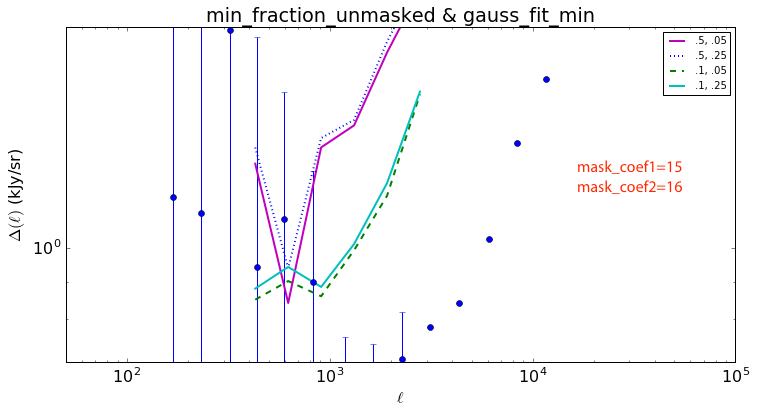 min_fraction_unmasked & gauss_fit_min
.5, .05
.5, .25
.1, .05
.1, .25
mask_coef1=15
mask_coef2=16
Δ(ℓ) (kJy/sr)
10⁰
10² 10³ 10⁴ 10⁵
ℓ